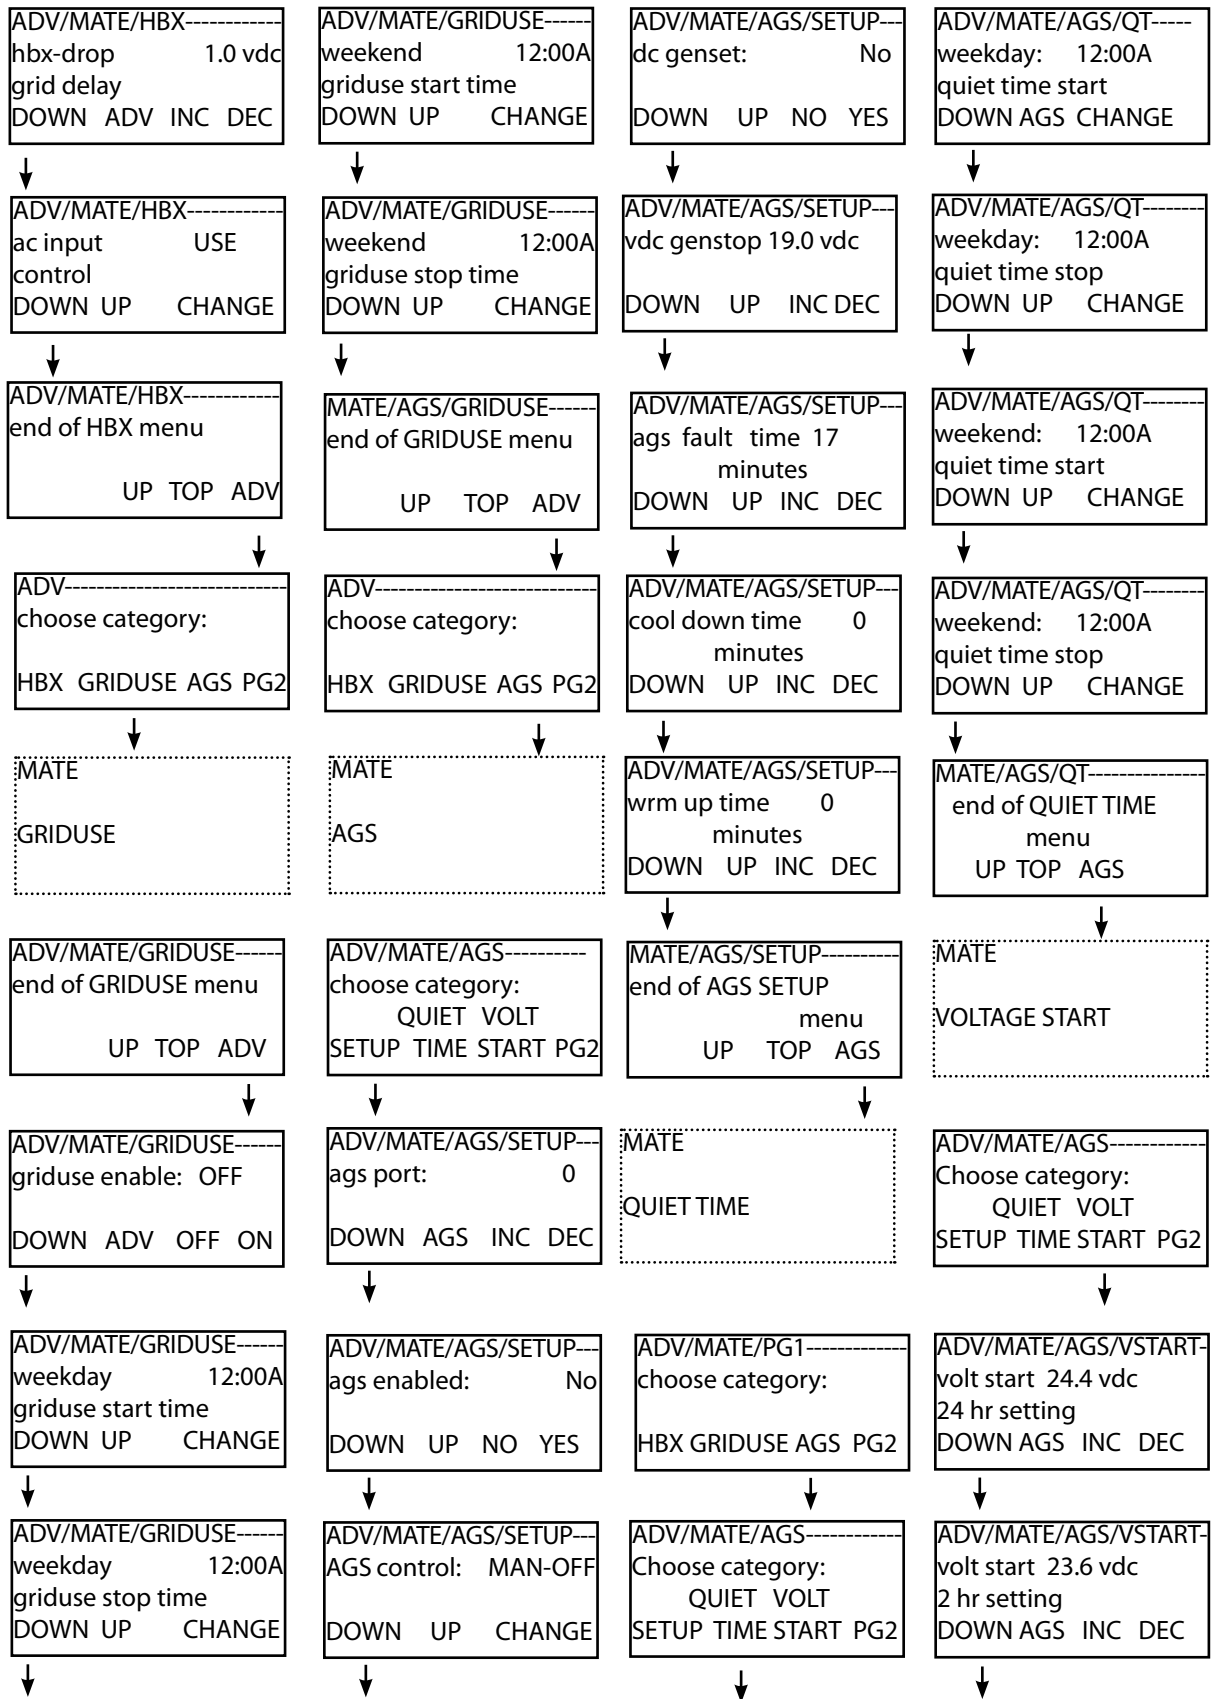 ADV/MATE/HBX------------
hbx-drop 1.0 vdc
grid delay
DOWN ADV INC DEC
ADV/MATE/HBX------------
ac input USE
control
DOWN UP CHANGE
ADV/MATE/HBX------------
end of HBX menu
UP TOP ADV
ADV----------------------------
choose category:
HBX GRIDUSE AGS PG2
MATE
GRIDUSE
ADV/MATE/GRIDUSE------
end of GRIDUSE menu
UP TOP ADV
ADV/MATE/GRIDUSE------
griduse enable: OFF
DOWN ADV OFF ON
ADV/MATE/GRIDUSE------
weekday 12:00A
griduse start time
DOWN UP CHANGE
ADV/MATE/GRIDUSE------
weekday 12:00A
griduse stop time
DOWN UP CHANGE
ADV/MATE/GRIDUSE------
weekend 12:00A
griduse start time
DOWN UP CHANGE
ADV/MATE/GRIDUSE------
weekend 12:00A
griduse stop time
DOWN UP CHANGE
MATE/AGS/GRIDUSE------
end of GRIDUSE menu
UP TOP ADV
ADV----------------------------
choose category:
HBX GRIDUSE AGS PG2
MATE
AGS
ADV/MATE/AGS----------
choose category:
QUIET VOLT
SETUP TIME START PG2
ADV/MATE/AGS/SETUP---
ags port: 0
DOWN AGS INC DEC
ADV/MATE/AGS/SETUP---
ags enabled: No
DOWN UP NO YES
ADV/MATE/AGS/SETUP---
AGS control: MAN-OFF
DOWN UP CHANGE
ADV/MATE/AGS/SETUP---
dc genset: No
DOWN UP NO YES
ADV/MATE/AGS/SETUP---
vdc genstop 19.0 vdc
DOWN UP INC DEC
ADV/MATE/AGS/SETUP---
ags fault time 17
minutes
DOWN UP INC DEC
ADV/MATE/AGS/SETUP---
cool down time 0
minutes
DOWN UP INC DEC
ADV/MATE/AGS/SETUP---
wrm up time 0
minutes
DOWN UP INC DEC
MATE/AGS/SETUP----------
end of AGS SETUP
menu
UP TOP AGS
MATE
QUIET TIME
ADV/MATE/PG1-------------
choose category:
HBX GRIDUSE AGS PG2
ADV/MATE/AGS------------
Choose category:
QUIET VOLT
SETUP TIME START PG2
ADV/MATE/AGS/QT-----
weekday: 12:00A
quiet time start
DOWN AGS CHANGE
ADV/MATE/AGS/QT--------
weekday: 12:00A
quiet time stop
DOWN UP CHANGE
ADV/MATE/AGS/QT--------
weekend: 12:00A
quiet time start
DOWN UP CHANGE
ADV/MATE/AGS/QT--------
weekend: 12:00A
quiet time stop
DOWN UP CHANGE
MATE/AGS/QT---------------
end of QUIET TIME
menu
UP TOP AGS
MATE
VOLTAGE START
ADV/MATE/AGS------------
Choose category:
QUIET VOLT
SETUP TIME START PG2
ADV/MATE/AGS/VSTART-
volt start 24.4 vdc
24 hr setting
DOWN AGS INC DEC
ADV/MATE/AGS/VSTART-
volt start 23.6 vdc
2 hr setting
DOWN AGS INC DEC